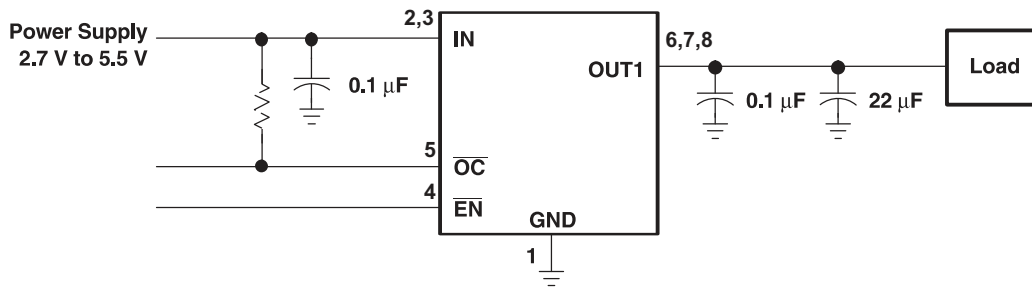 Power Supply
2.7 V to 5.5 V
2,3
IN
0.1 μF
5
OC
4
EN
GND
1
OUT1
6,7,8
0.1 μF
22 μF
Load